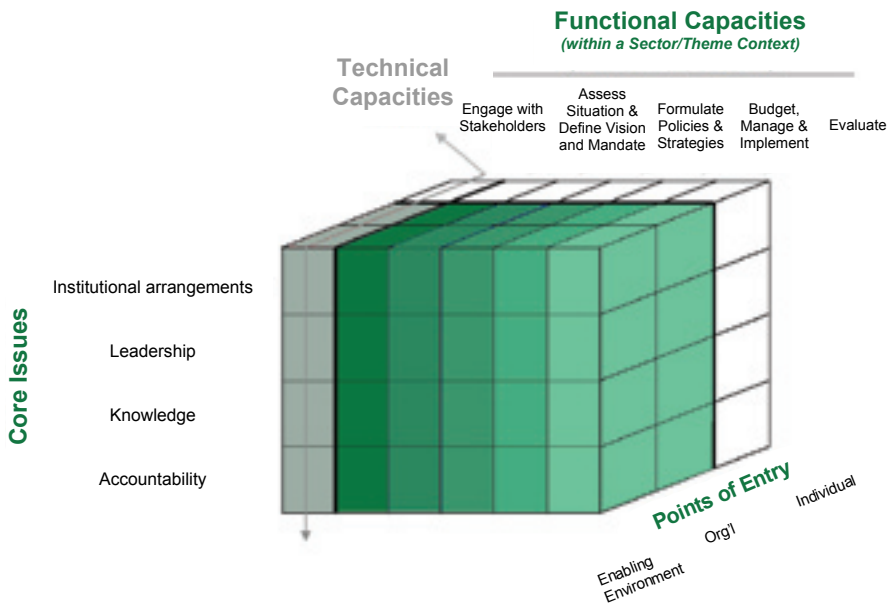 Functional Capacities
(within a Sector/Theme Context)
Technical
Capacities
Engage with
Stakeholders
Assess
Situation &
Define Vision
and Mandate
Formulate
Policies &
Strategies
Budget,
Manage &
Implement
Evaluate
Core Issues
Institutional arrangements
Leadership
Knowledge
Accountability
Points of Entry
Enabling
Environment
Org'l
Individual